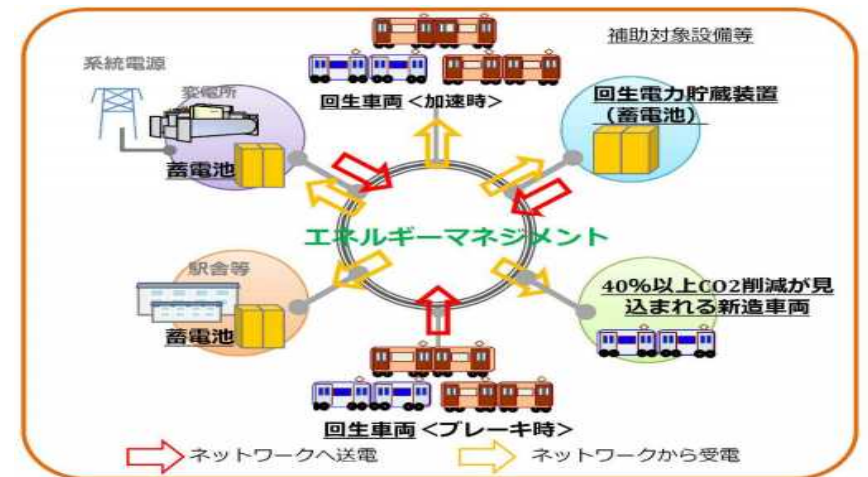 補助対象設備等
系統電源
変電所
蓄電池
回生車両<加速時>
回生電力貯蔵装置
(蓄電池)
エネルギーマネジメント
駅舎等
蓄電池
40%以上CO2削減が見
込まれる新造車両
回生車両<ブレーキ時>
ネットワークへ送電
ネットワークから受電